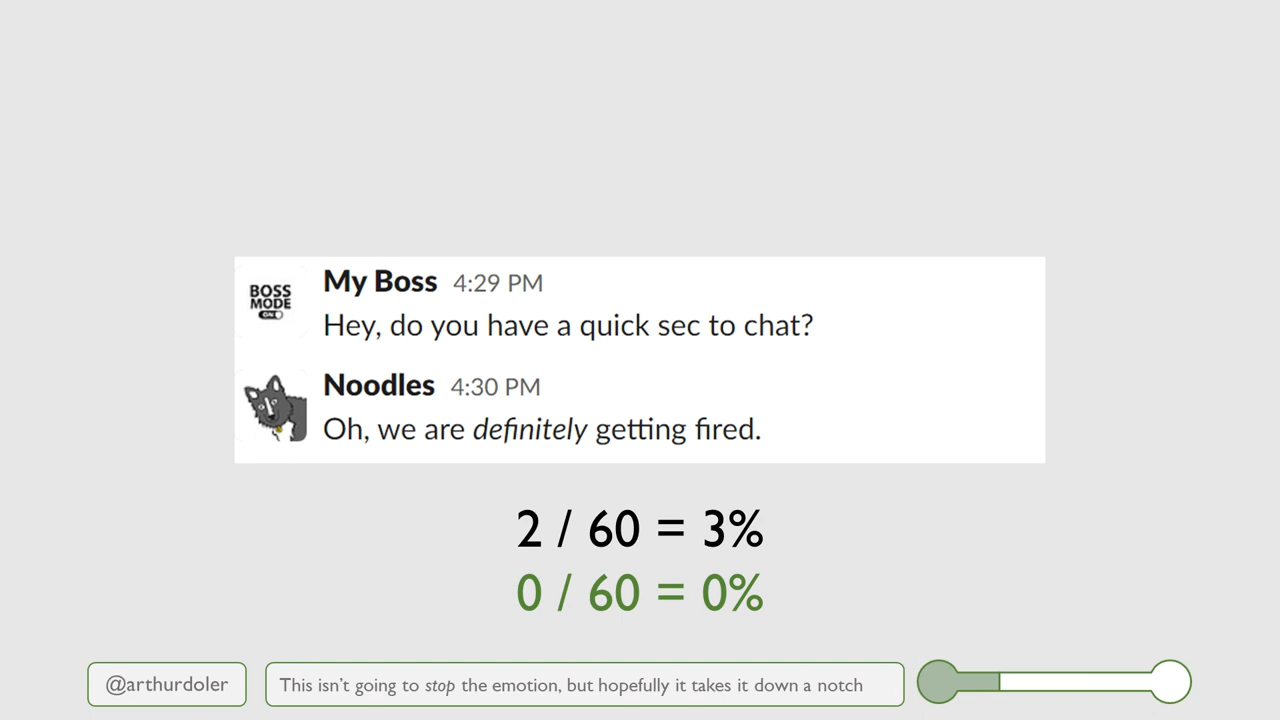 BOSS
MODE
ON
My Boss 4:29 PM
Hey, do you have a quick sec to chat?
Noodles 4:30 PM
Oh, we are definitely getting fired.
2 / 60 = 3%
0 / 60 = 0%
@arthurdoler
This isn't going to stop the emotion, but hopefully it takes it down a notch